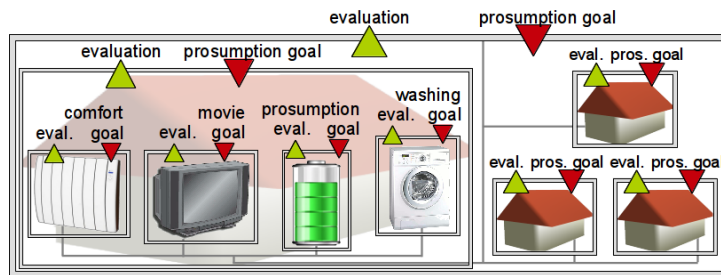 evaluation
prosumption goal
evaluation
prosumption goal
eval. pros. goal
comfort
eval. goal
movie
eval. goal
prosumption
eval. goal
washing
eval. goal
eval. pros. goal
eval. pros. goal